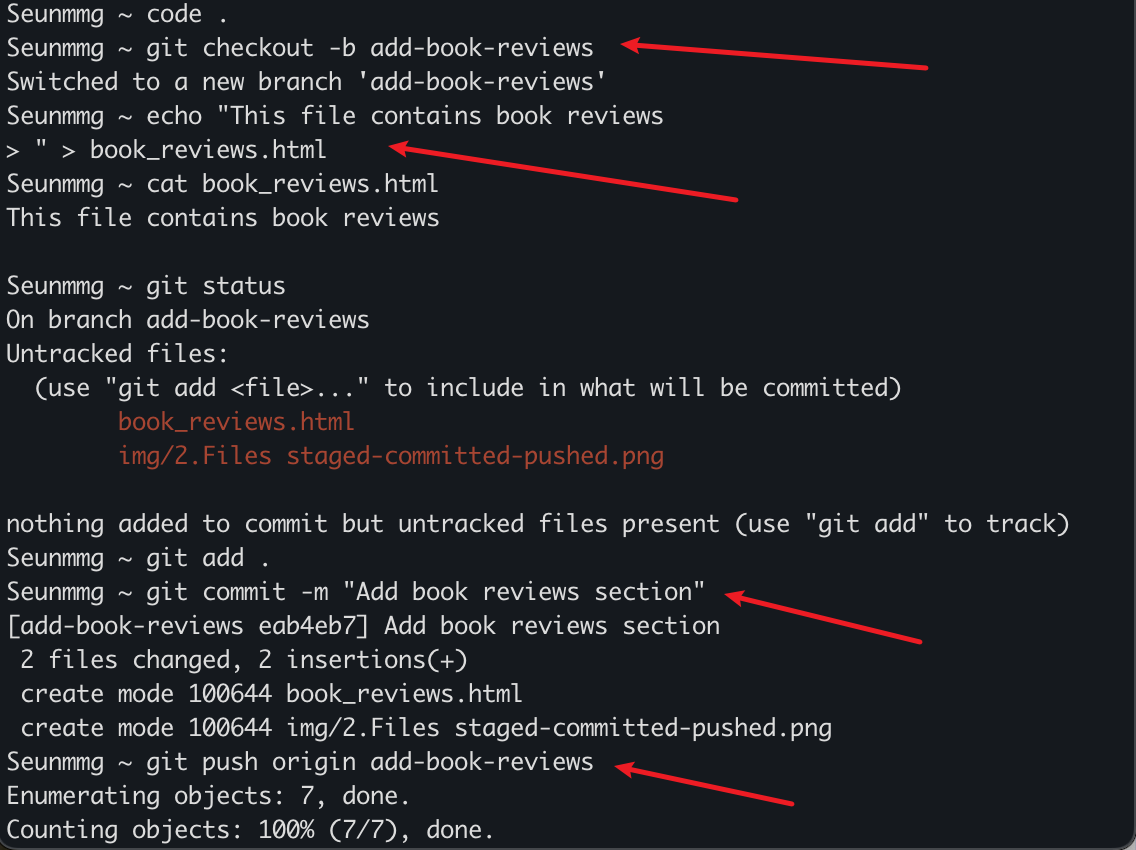 Seunmmg ~ code .
Seunmmg ~ git checkout -b add-book-reviews
Switched to a new branch 'add-book-reviews'
Seunmmg ~ echo "This file contains book reviews
> " > book_reviews.html
Seunmmg ~ cat book_reviews.html
This file contains book reviews

Seunmmg ~ git status
On branch add-book-reviews
Untracked files:
  (use "git add <file>..." to include in what will be committed)
        book_reviews.html
        img/2.Files staged-committed-pushed.png

nothing added to commit but untracked files present (use "git add" to track)
Seunmmg ~ git add .
Seunmmg ~ git commit -m "Add book reviews section"
[add-book-reviews eab4eb7] Add book reviews section
 2 files changed, 2 insertions(+)
 create mode 100644 book_reviews.html
 create mode 100644 img/2.Files staged-committed-pushed.png
Seunmmg ~ git push origin add-book-reviews
Enumerating objects: 7, done.
Counting objects: 100% (7/7), done.